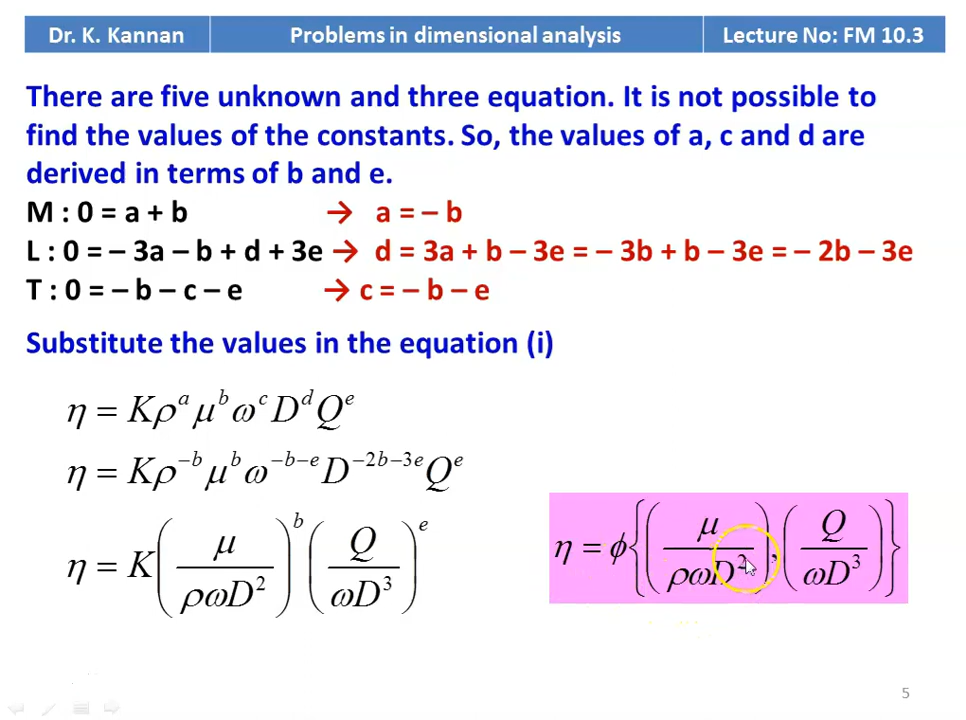 Dr. K. Kannan Problems in dimensional analysis Lecture No: FM 10.3
There are five unknown and three equation. It is not possible to
find the values of the constants. So, the values of a, c and d are
derived in terms of b and e.
M : 0 = a + b → a = – b
L : 0 = – 3a – b + d + 3e → d = 3a + b – 3e = – 3b + b – 3e = – 2b – 3e
T : 0 = – b – c – e → c = – b – e
Substitute the values in the equation (i)
η = Kρ^a μ^b ω^c D^d Q^e
η = Kρ^{–b} μ^b ω^{–b–e} D^{–2b–3e} Q^e
η = K(μ/(ρωD^2))^b (Q/(ωD^3))^e
η = ϕ{(μ/(ρωD^2)), (Q/(ωD^3))}
5